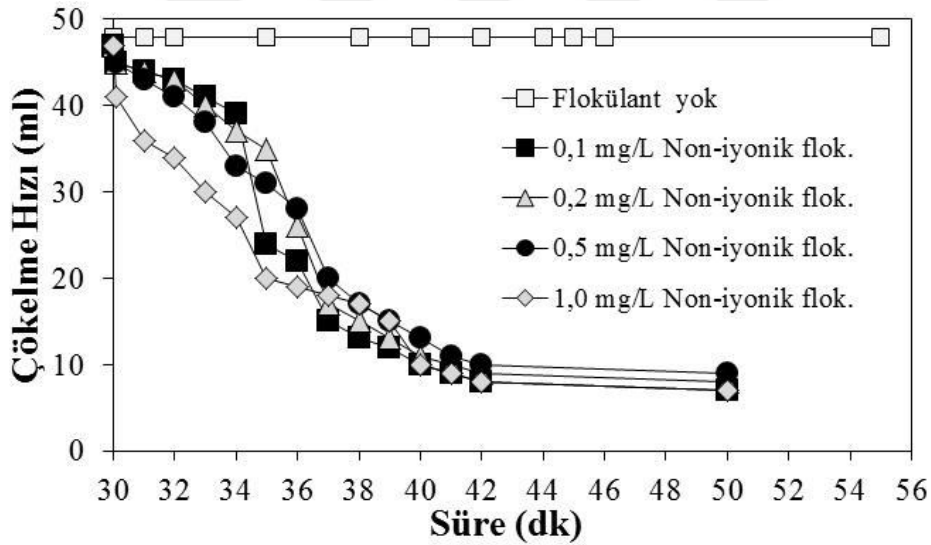 50
40
30
20
10
0
Çökelme Hızı (ml)
Flokülant yok
0,1 mg/L Non-iyonik flok.
0,2 mg/L Non-iyonik flok.
0,5 mg/L Non-iyonik flok.
1,0 mg/L Non-iyonik flok.
30 32 34 36 38 40 42 44 46 48 50 52 54 56
Süre (dk)